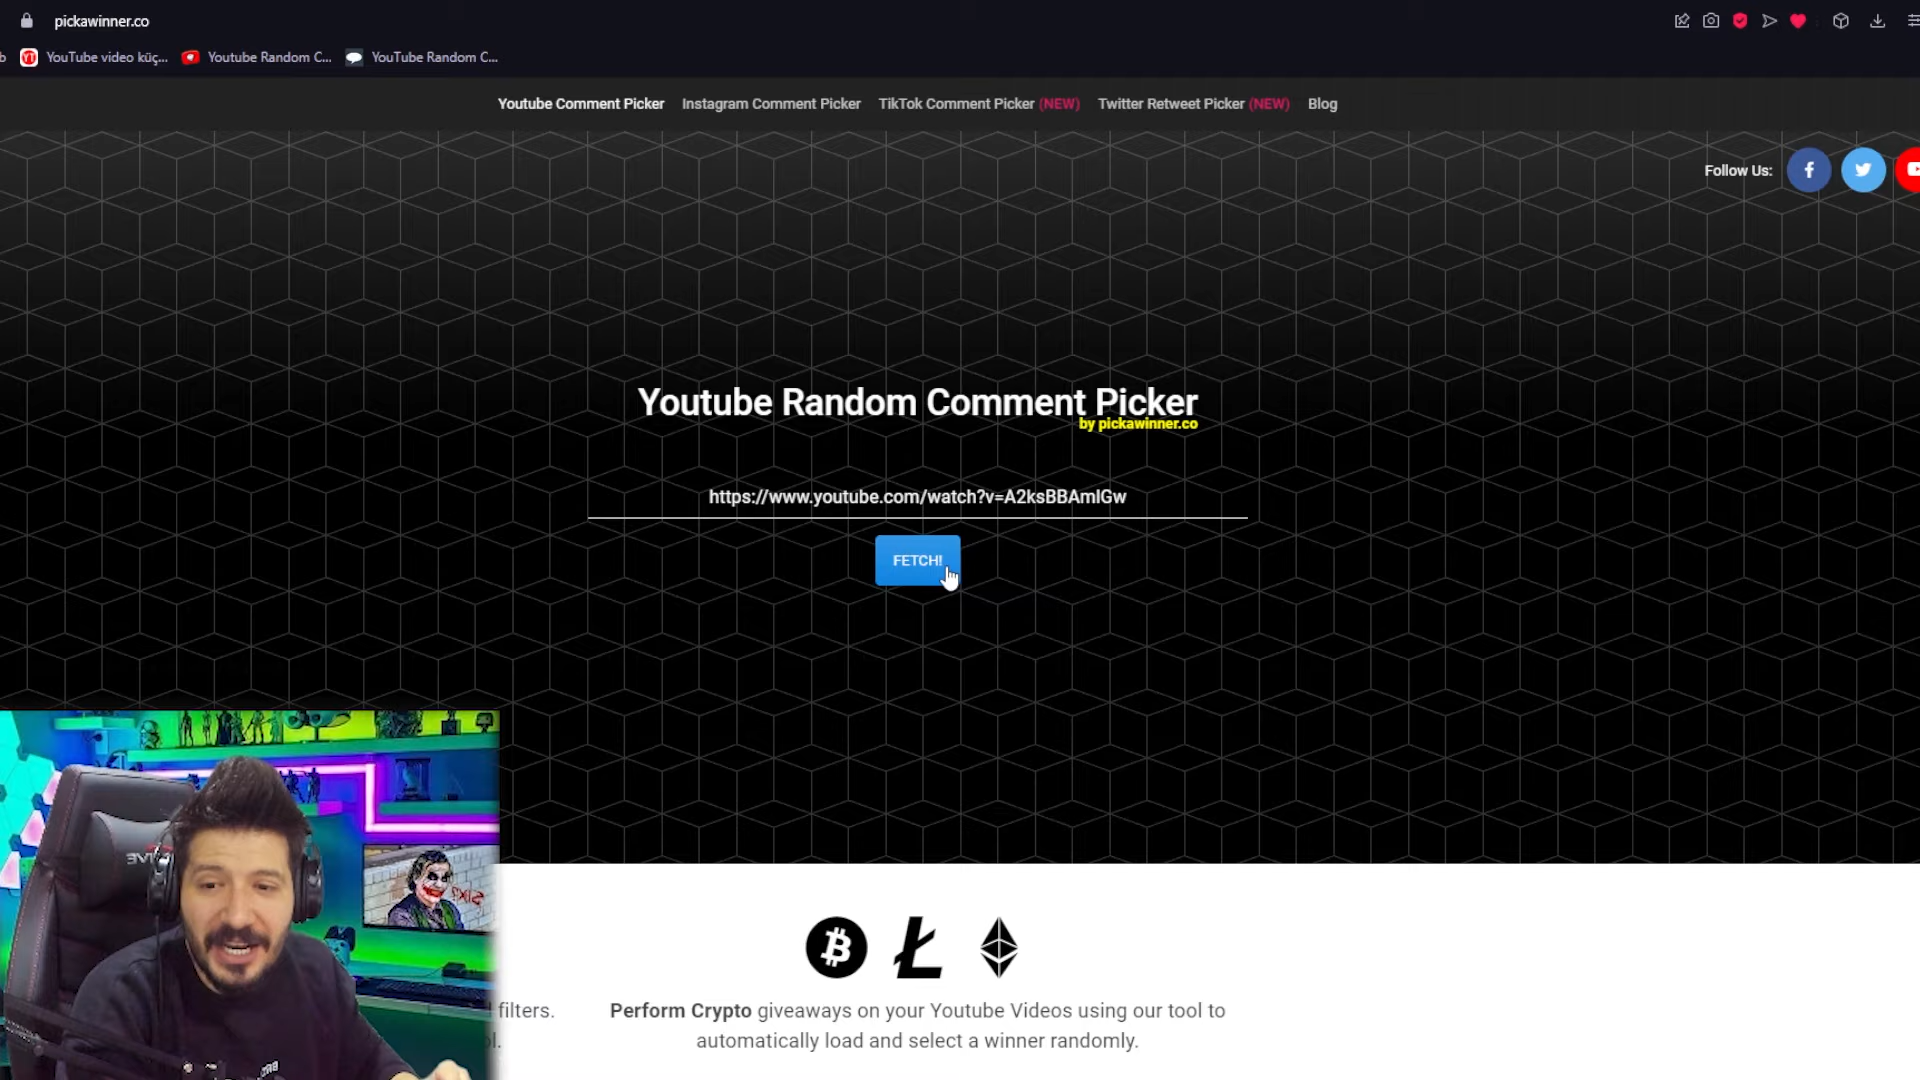 pickawinner.co
b YouTube video küç... Youtube Random C... YouTube Random C...
Youtube Comment Picker Instagram Comment Picker TikTok Comment Picker (NEW) Twitter Retweet Picker (NEW) Blog
Follow Us:
Youtube Random Comment Picker
by pickawinner.co
https://www.youtube.com/watch?v=A2ksBBAmlGw
FETCH!
filters.
Perform Crypto giveaways on your Youtube Videos using our tool to
automatically load and select a winner randomly.